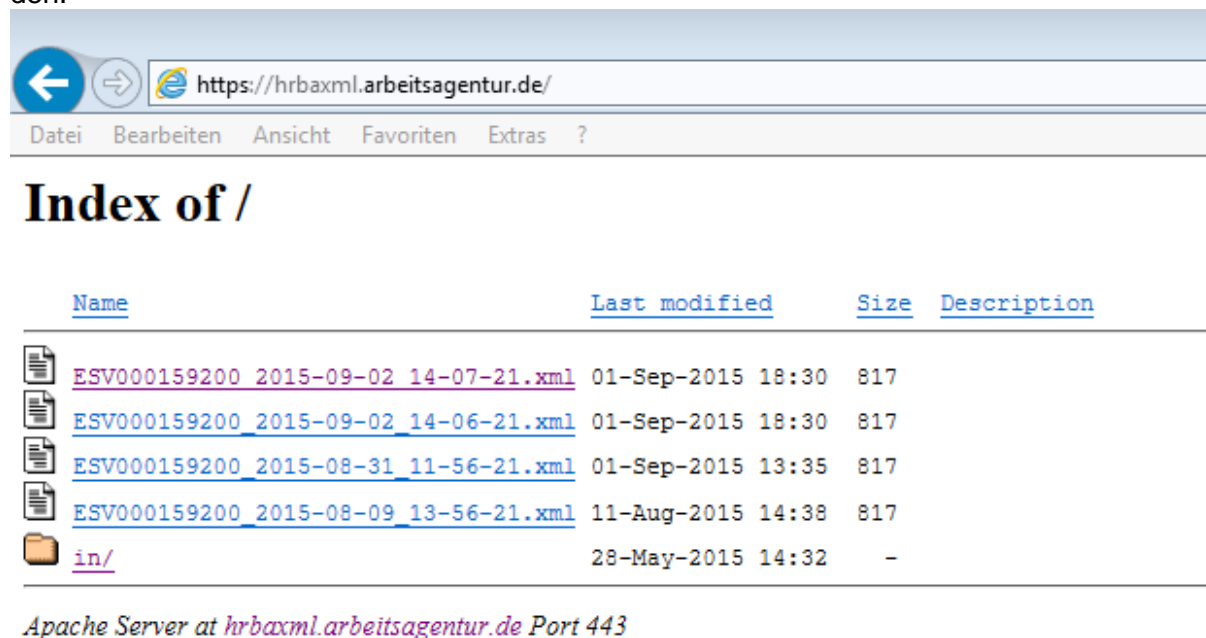 den.
https://hrbaxml.arbeitsagentur.de/
Datei Bearbeiten Ansicht Favoriten Extras ?
Index of /
Name Last modified Size Description
ESV000159200_2015-09-02_14-07-21.xml 01-Sep-2015 18:30 817
ESV000159200_2015-09-02_14-06-21.xml 01-Sep-2015 18:30 817
ESV000159200_2015-08-31_11-56-21.xml 01-Sep-2015 13:35 817
ESV000159200_2015-08-09_13-56-21.xml 11-Aug-2015 14:38 817
in/ 28-May-2015 14:32 -
Apache Server at hrbaxml.arbeitsagentur.de Port 443